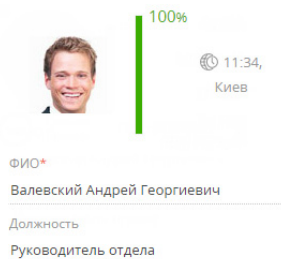 100%
11:34,
Киев
ФИО*
Валевский Андрей Георгиевич
Должность
Руководитель отдела